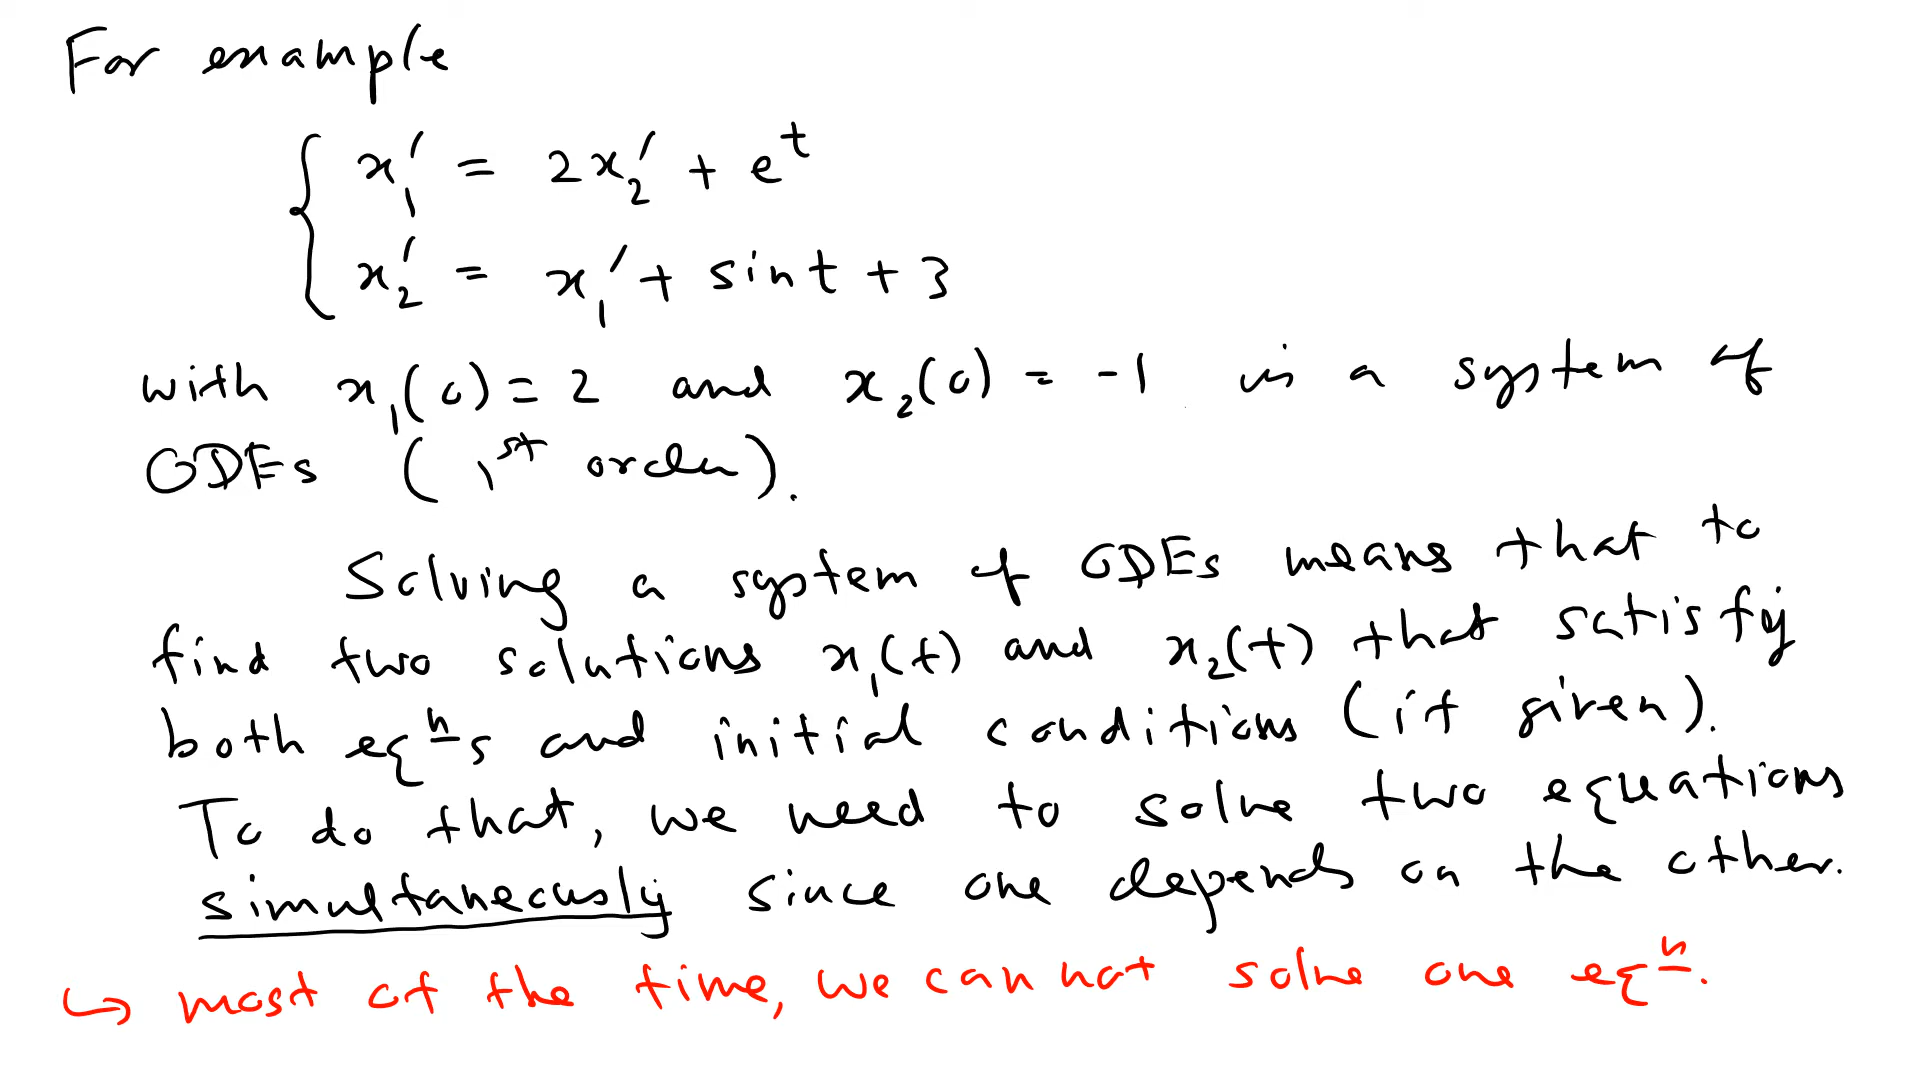 For example
x₁' = 2x₂' + eᵗ
x₂' = x₁' + sint + 3
with x₁(0) = 2 and x₂(0) = -1 is a system of
ODEs (1ˢᵗ order).
Solving a system of ODEs means that to
find two solutions x₁(t) and x₂(t) that satisfy
both eqⁿs and initial conditions (if given).
To do that, we need to solve two equations
simultaneously since one depends on the other.
↪ most of the time, we can not solve one eqⁿ.